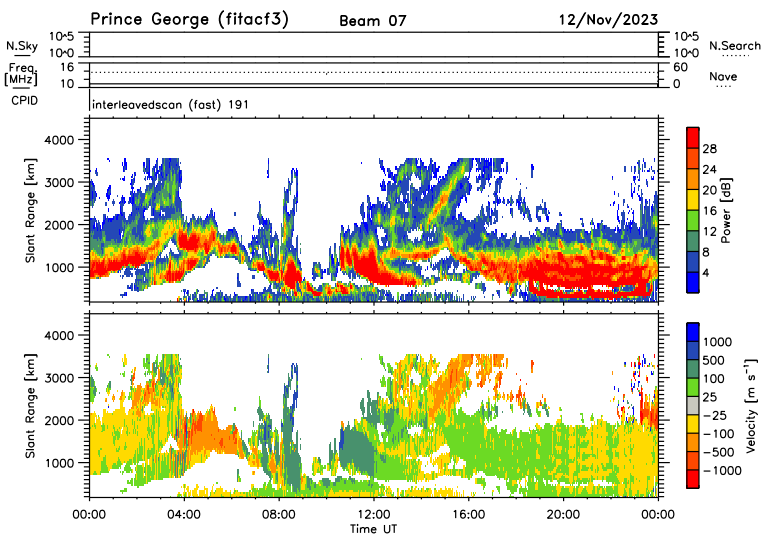 Prince George (fitacf3) Beam 07 12/Nov/2023
10^5 10^5
N.Sky N.Search
10^0 10^0
Freq 16 60
[MHz] Nave
10 0
CPID
interleavedscan (fast) 191
4000
3000
2000
1000
Slant Range [km]
28
24
20
16
12
8
4
Power [dB]
4000
3000
2000
1000
Slant Range [km]
1000
500
100
25
-25
-100
-500
-1000
Velocity [m s⁻¹]
00:00 04:00 08:00 12:00 16:00 20:00 00:00
Time UT